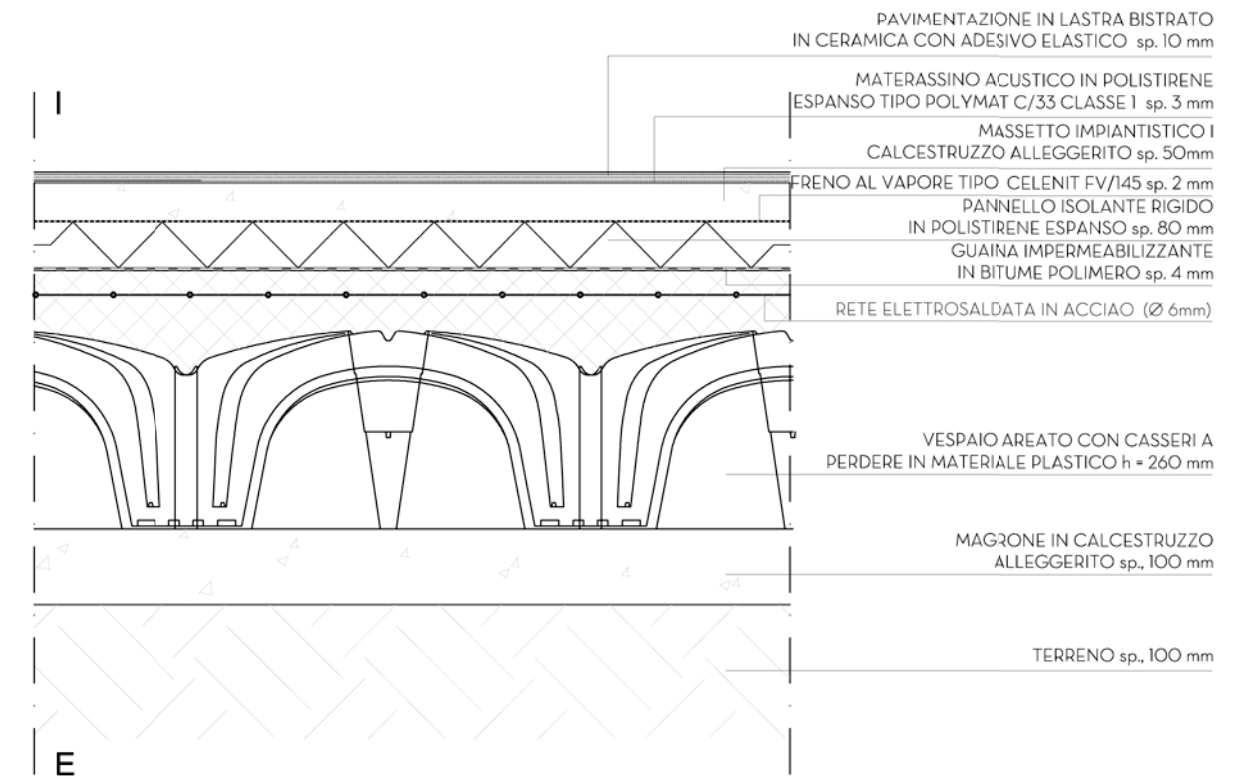 PAVIMENTAZIONE IN LASTRA BISTRATO
IN CERAMICA CON ADESIVO ELASTICO sp. 10 mm
I
MATERASSINO ACUSTICO IN POLISTIRENE
ESPANSO TIPO POLYMAT C/33 CLASSE 1 sp. 3 mm
MASSETTO IMPIANTISTICO I
CALCESTRUZZO ALLEGGERITO sp. 50mm
FRENO AL VAPORE TIPO CELENIT FV/145 sp. 2 mm
PANNELLO ISOLANTE RIGIDO
IN POLISTIRENE ESPANSO sp. 80 mm
GUAINA IMPERMEABILIZZANTE
IN BITUME POLIMERO sp. 4 mm
RETE ELETTROSALDATA IN ACCIAO (Ø 6mm)
VESPAIO AREATO CON CASSERI A
PERDERE IN MATERIALE PLASTICO h = 260 mm
MAGRONE IN CALCESTRUZZO
ALLEGGERITO sp., 100 mm
TERRENO sp., 100 mm
E